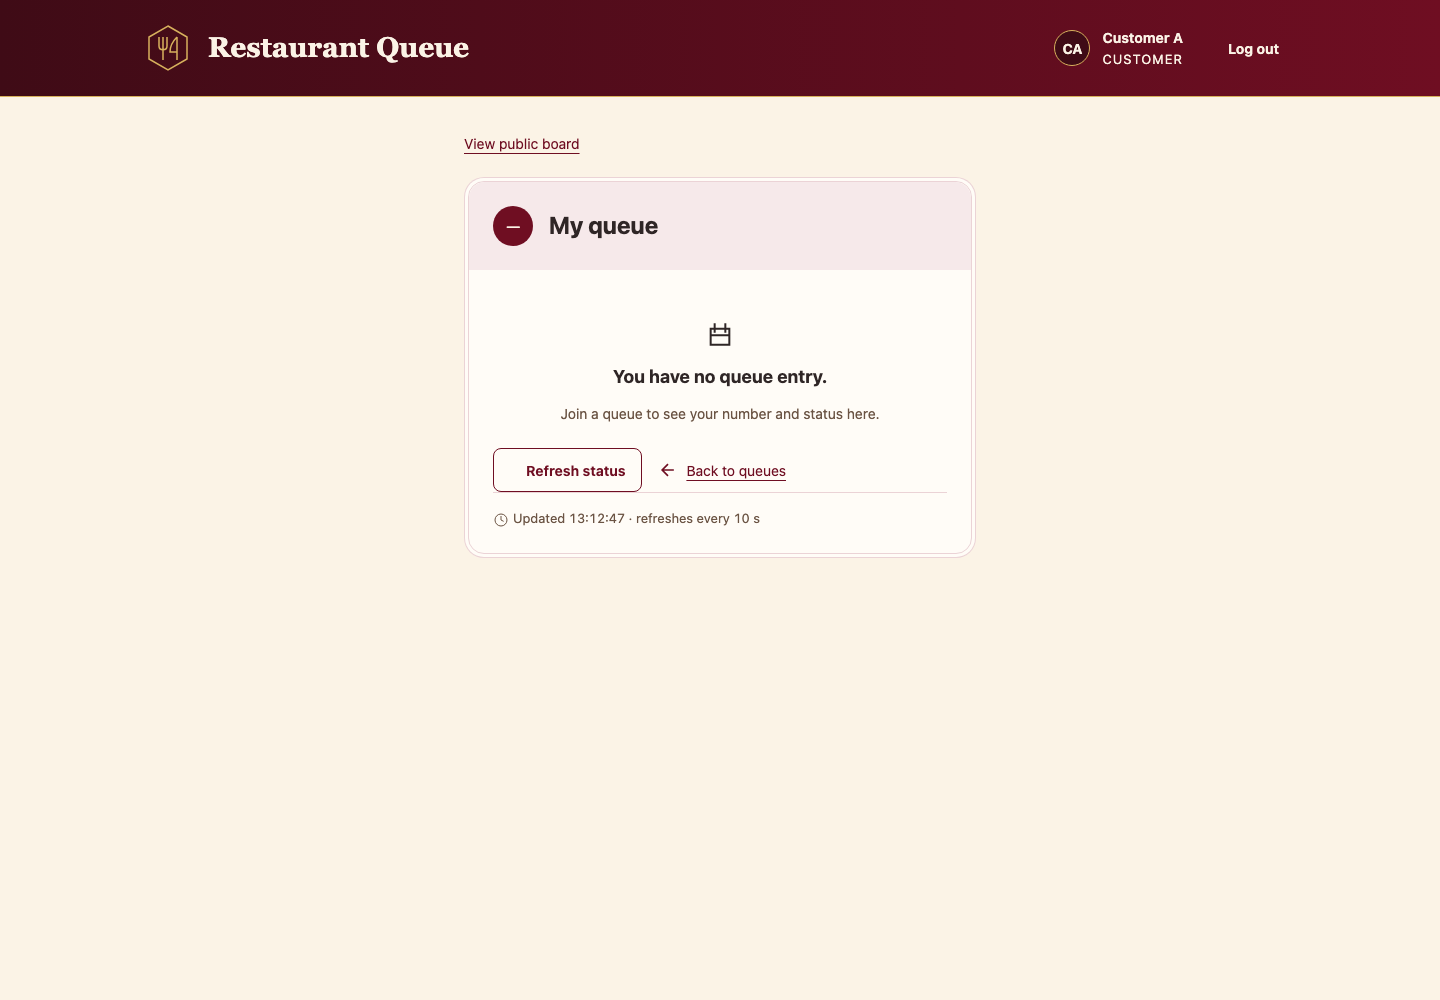 Restaurant Queue
CA
Customer A
CUSTOMER
Log out
View public board
My queue
You have no queue entry.
Join a queue to see your number and status here.
Refresh status
Back to queues
Updated 13:12:47 · refreshes every 10 s